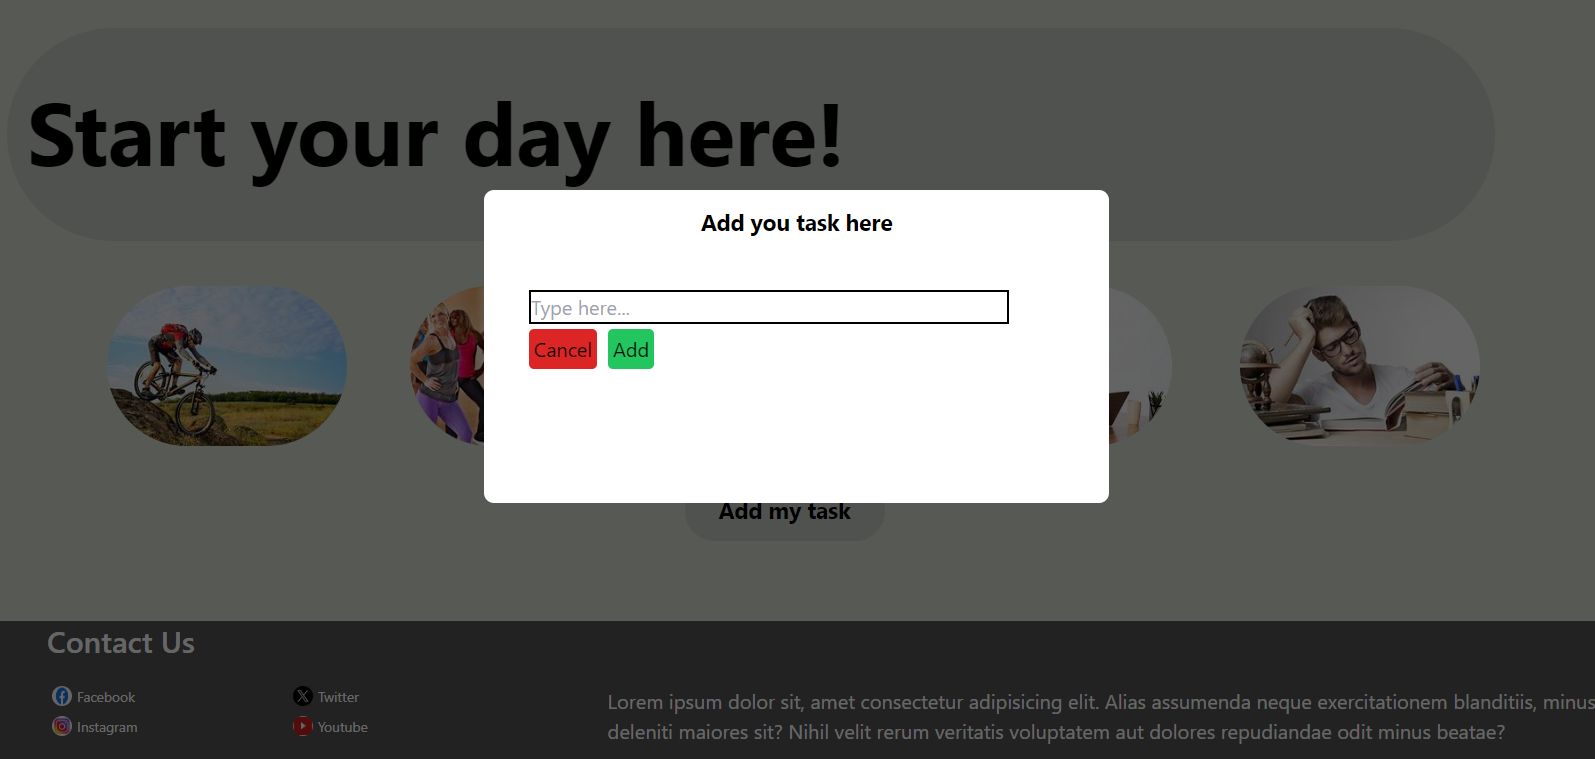 Start your day here!
Add you task here
Type here...
Cancel Add
Add my task
Contact Us
Facebook
Twitter
Instagram
Youtube
Lorem ipsum dolor sit, amet consectetur adipisicing elit. Alias assumenda neque exercitationem blanditiis, minus
deleniti maiores sit? Nihil velit rerum veritatis voluptatem aut dolores repudiandae odit minus beatae?